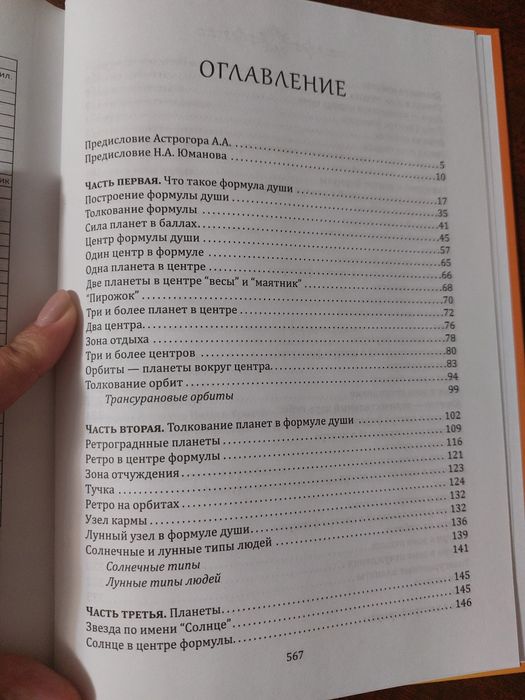 ил.
ик
ОГЛАВЛЕНИЕ
Предисловие Астрогора А.А. 5
Предисловие Н.А. Юманова 10
ЧАСТЬ ПЕРВАЯ. Что такое формула души 17
Построение формулы души 35
Толкование формулы 41
Сила планет в баллах. 45
Центр формулы души 57
Один центр в формуле 65
Одна планета в центре 66
Две планеты в центре "весы" и "маятник" 68
"Пирожок" 70
Три и более планет в центре 72
Два центра. 76
Зона отдыха 78
Три и более центров 80
Орбиты — планеты вокруг центра. 83
Толкование орбит 94
Трансурановые орбиты 99
ЧАСТЬ ВТОРАЯ. Толкование планет в формуле души 102
Ретрограднные планеты 109
Ретро в центре формулы 116
Зона отчуждения 121
Тучка 123
Ретро на орбитах 124
Узел кармы 132
Лунный узел в формуле души. 132
Солнечные и лунные типы людей 136
Солнечные типы 139
Лунные типы людей 141
ЧАСТЬ ТРЕТЬЯ. Планеты. 145
Звезда по имени "Солнце" 145
Солнце в центре формулы. 146
567